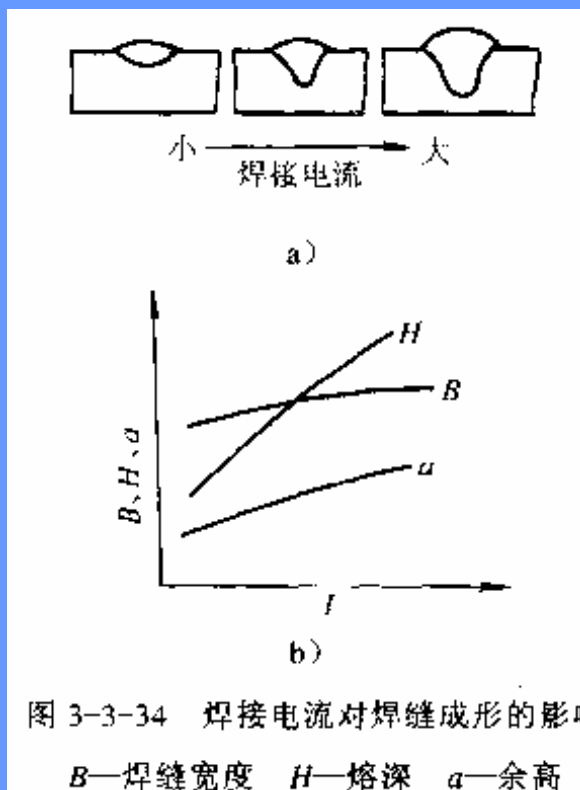 小 大
焊接电流
a)
H
B
a
B、H、a
I
b)
图 3-3-34 焊接电流对焊缝成形的影
B—焊缝宽度 H—熔深 a—余高